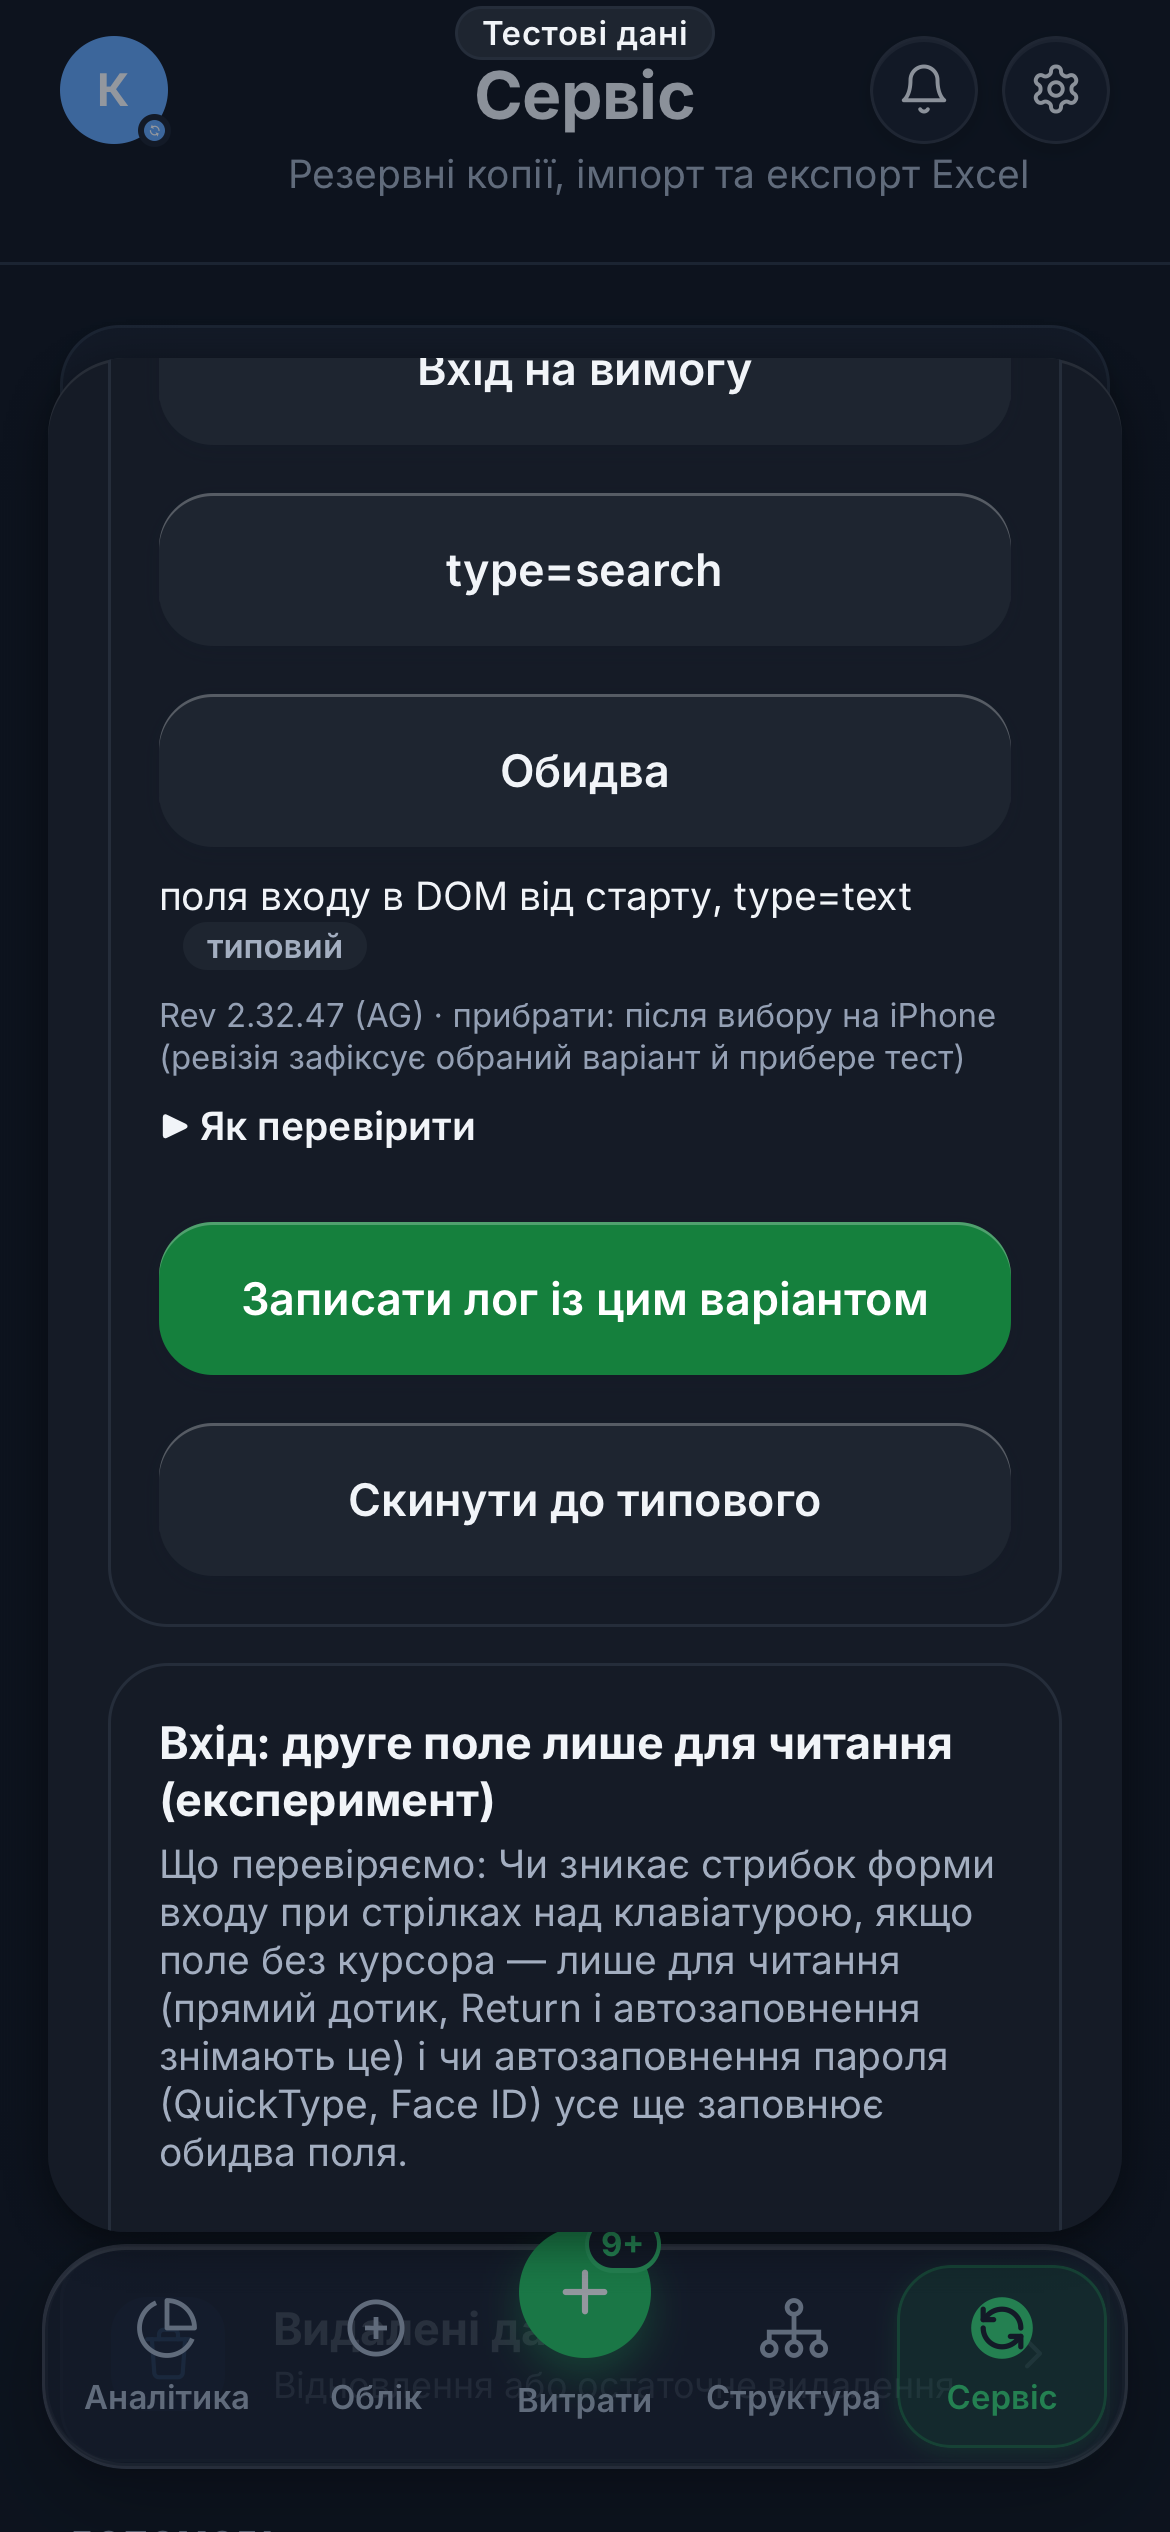 Тестові дані
К
Сервіс
Резервні копії, імпорт та експорт Excel
Вхід на вимогу
type=search
Обидва
поля входу в DOM від старту, type=text
типовий
Rev 2.32.47 (AG) · прибрати: після вибору на iPhone
(ревізія зафіксує обраний варіант й прибере тест)
Як перевірити
Записати лог із цим варіантом
Скинути до типового
Вхід: друге поле лише для читання
(експеримент)
Що перевіряємо: Чи зникає стрибок форми
входу при стрілках над клавіатурою, якщо
поле без курсора — лише для читання
(прямий дотик, Return і автозаповнення
знімають це) і чи автозаповнення пароля
(QuickType, Face ID) усе ще заповнює
обидва поля.
9+
Видалені
Відновлення або остаточне видалення
Аналітика
Облік
Витрати
Структура
Сервіс